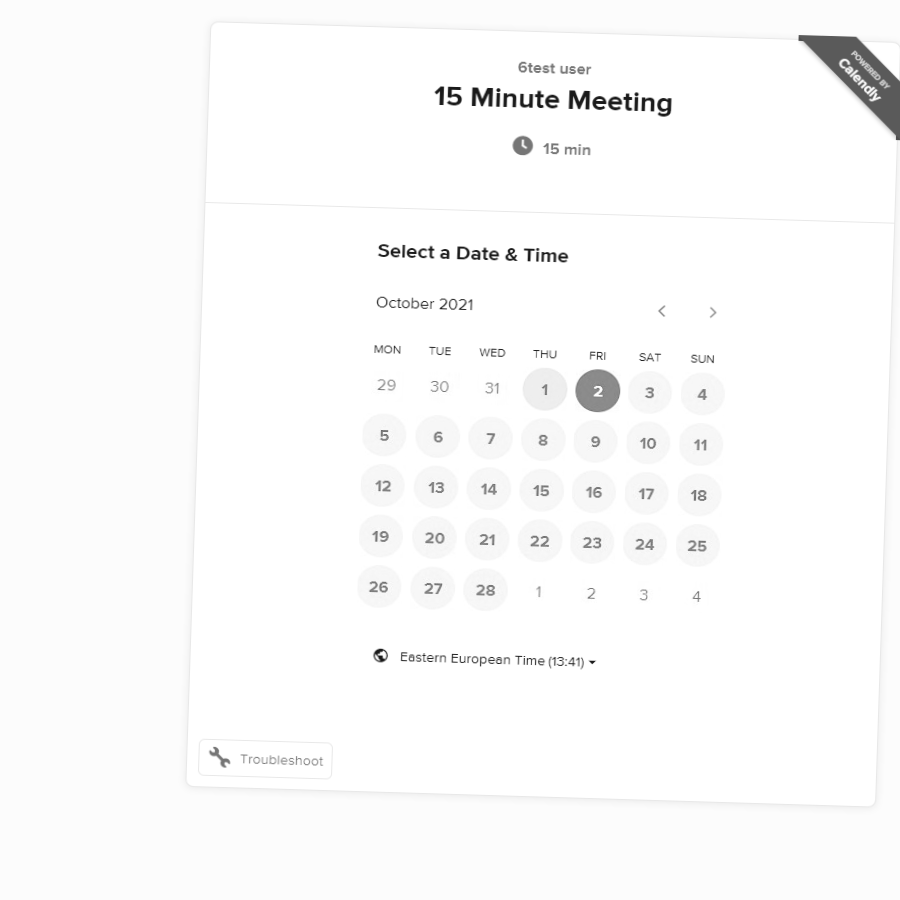 POWERED BY
Calendly
6test user
15 Minute Meeting
15 min
Select a Date & Time
October 2021
MON TUE WED THU FRI SAT SUN
29 30 31 1 2 3 4
5 6 7 8 9 10 11
12 13 14 15 16 17 18
19 20 21 22 23 24 25
26 27 28 1 2 3 4
Eastern European Time (13:41)
Troubleshoot